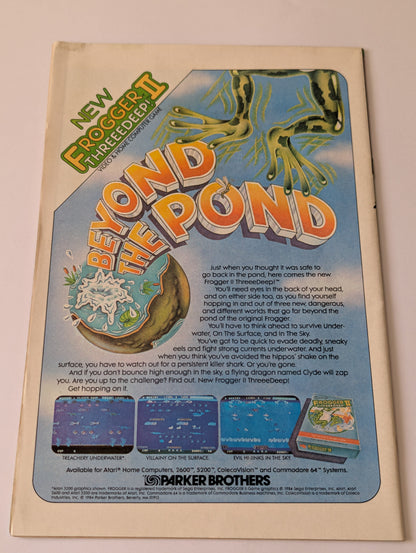 NEW
FROGGER II
THREEEDEEP!
VIDEO & HOME COMPUTER GAME
BEYOND
THE POND
Just when you thought it was safe to
go back in the pond, here comes the new
Frogger II ThreeeDeep!™
You'll need eyes in the back of your head,
and on either side too, as you find yourself
hopping in and out of three new, dangerous,
and different worlds that go far beyond the
pond of the original Frogger.
You'll have to think ahead to survive Under-
water, On The Surface, and In The Sky.
You've got to be quick to evade deadly, sneaky
eels and fight strong currents underwater. And just
when you think you've avoided the hippos' shake on the
surface, you have to watch out for a persistent killer shark. Or you're gone.
And if you don't bounce high enough in the sky, a flying dragon named Clyde will zap
you. Are you up to the challenge? Find out. New Frogger II ThreeeDeep!
Get hopping on it.
TREACHERY UNDERWATER.*
VILLAINY ON THE SURFACE.
EVIL HI-JINKS IN THE SKY.
Available for Atari® Home Computers, 2600™, 5200™, ColecoVision™ and Commodore 64™ Systems.
PARKER BROTHERS